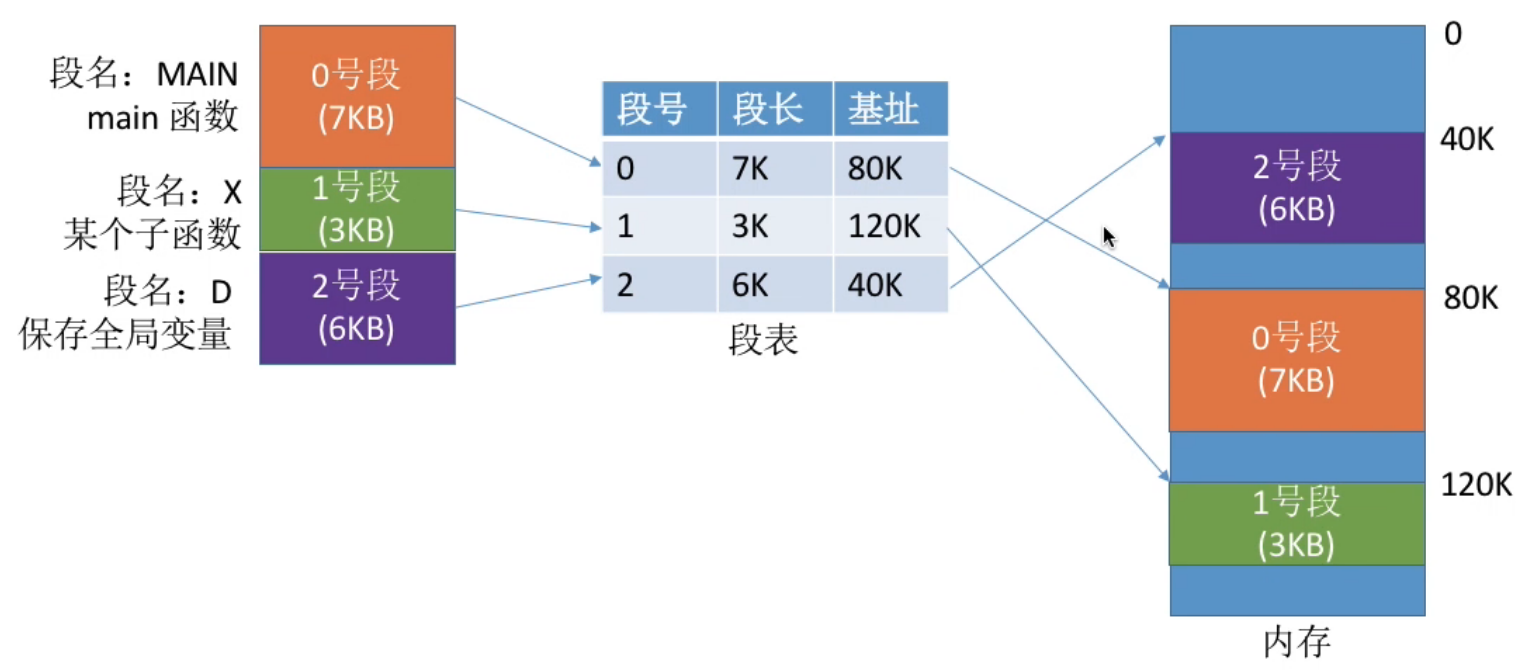 段名：MAIN
main 函数
段名：X
某个子函数
段名：D
保存全局变量
0号段
(7KB)
1号段
(3KB)
2号段
(6KB)
段号 段长 基址
0 7K 80K
1 3K 120K
2 6K 40K
段表
0
40K
2号段
(6KB)
80K
0号段
(7KB)
120K
1号段
(3KB)
内存